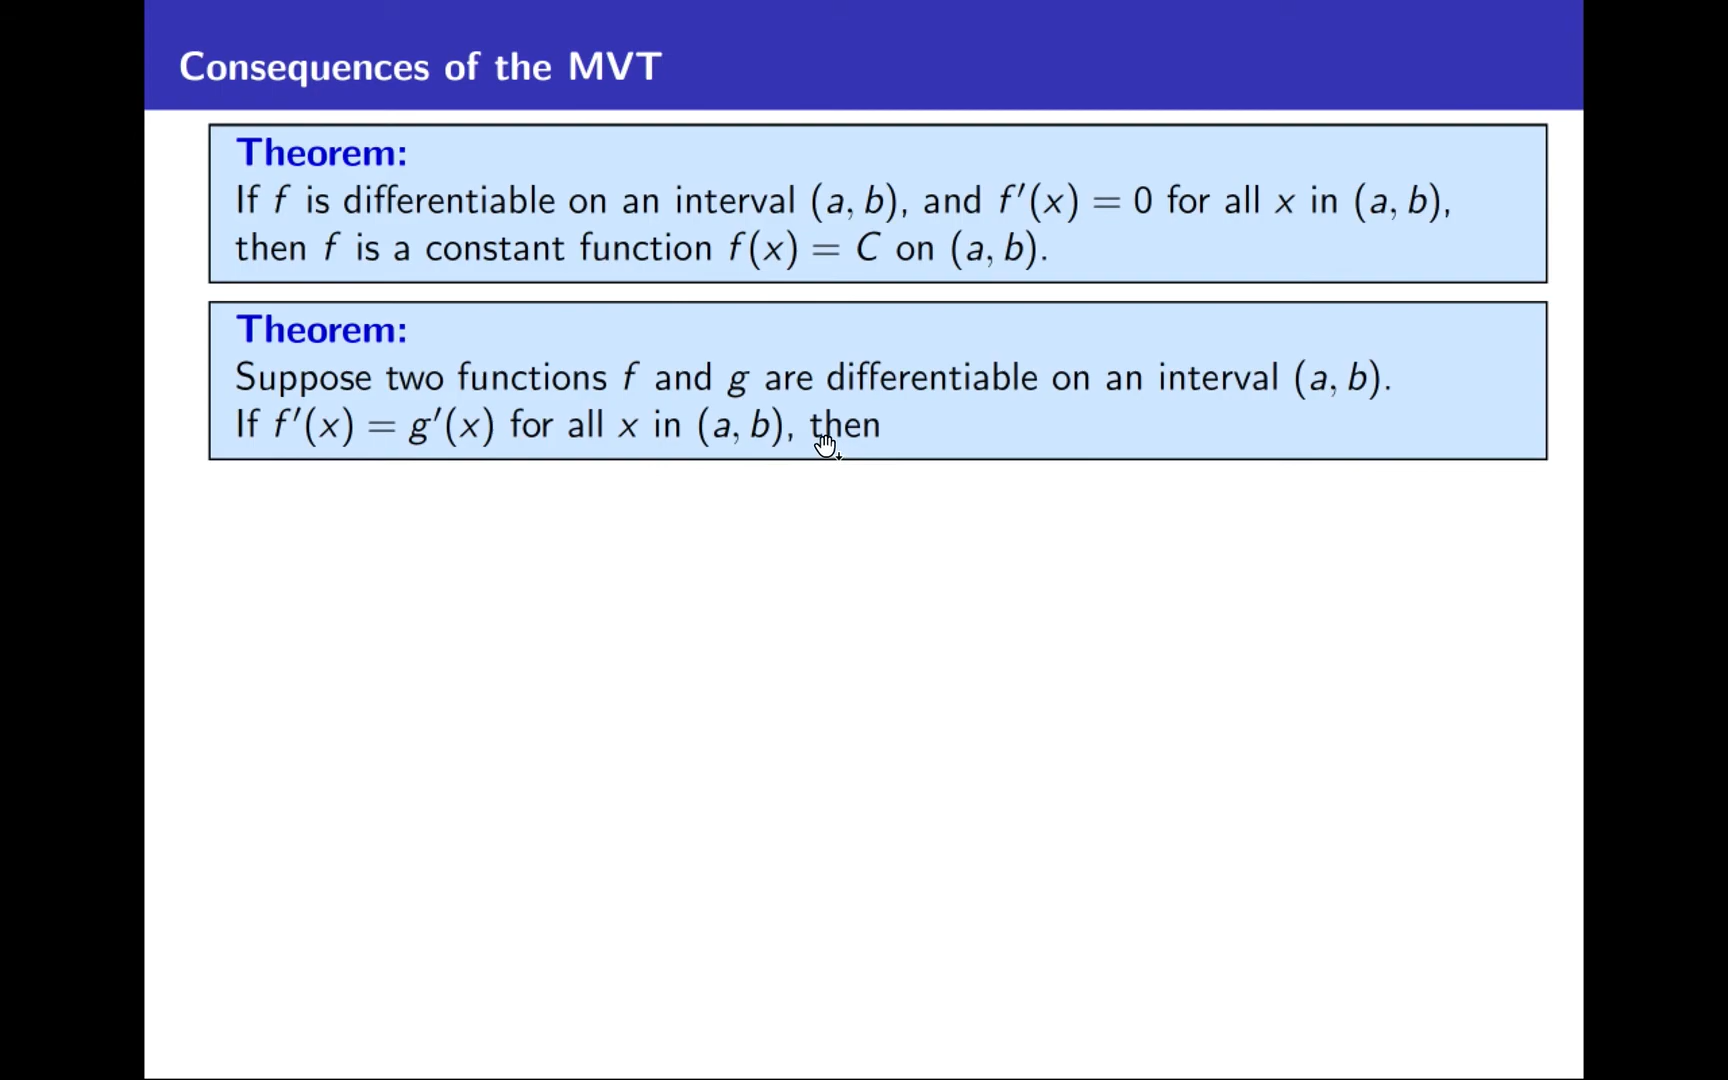 Consequences of the MVT
Theorem:
If f is differentiable on an interval (a, b), and f′(x) = 0 for all x in (a, b),
then f is a constant function f(x) = C on (a, b).
Theorem:
Suppose two functions f and g are differentiable on an interval (a, b).
If f′(x) = g′(x) for all x in (a, b), then